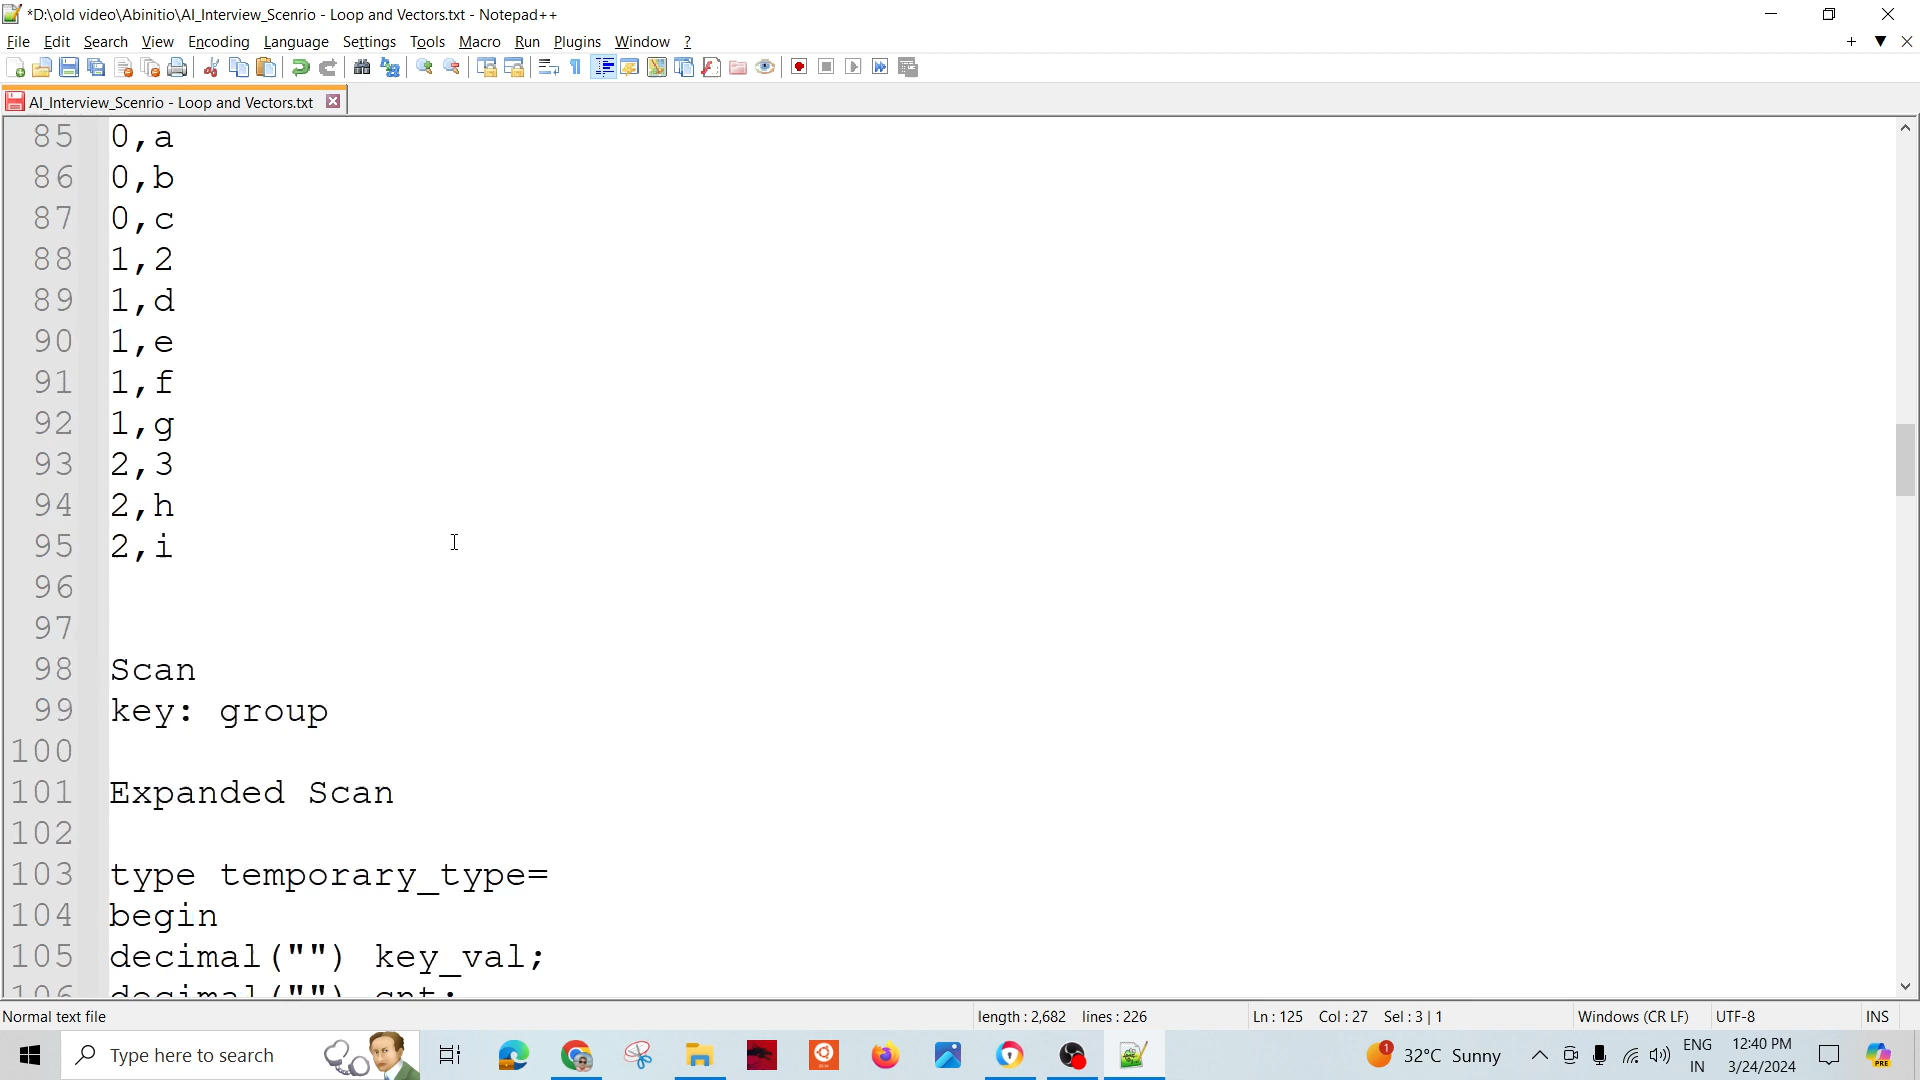 *D:\old video\Abinitio\AI_Interview_Scenrio - Loop and Vectors.txt - Notepad++
File Edit Search View Encoding Language Settings Tools Macro Run Plugins Window ?
AI_Interview_Scenrio - Loop and Vectors.txt
85 0,a
86 0,b
87 0,c
88 1,2
89 1,d
90 1,e
91 1,f
92 1,g
93 2,3
94 2,h
95 2,i
96
97
98 Scan
99 key: group
100
101 Expanded Scan
102
103 type temporary_type=
104 begin
105 decimal("") key_val;
106 decimal("") cnt;
Normal text file length : 2,682 lines : 226 Ln : 125 Col : 27 Sel : 3 | 1 Windows (CR LF) UTF-8 INS
Type here to search 1 32°C Sunny ENG IN 12:40 PM 3/24/2024 PRE